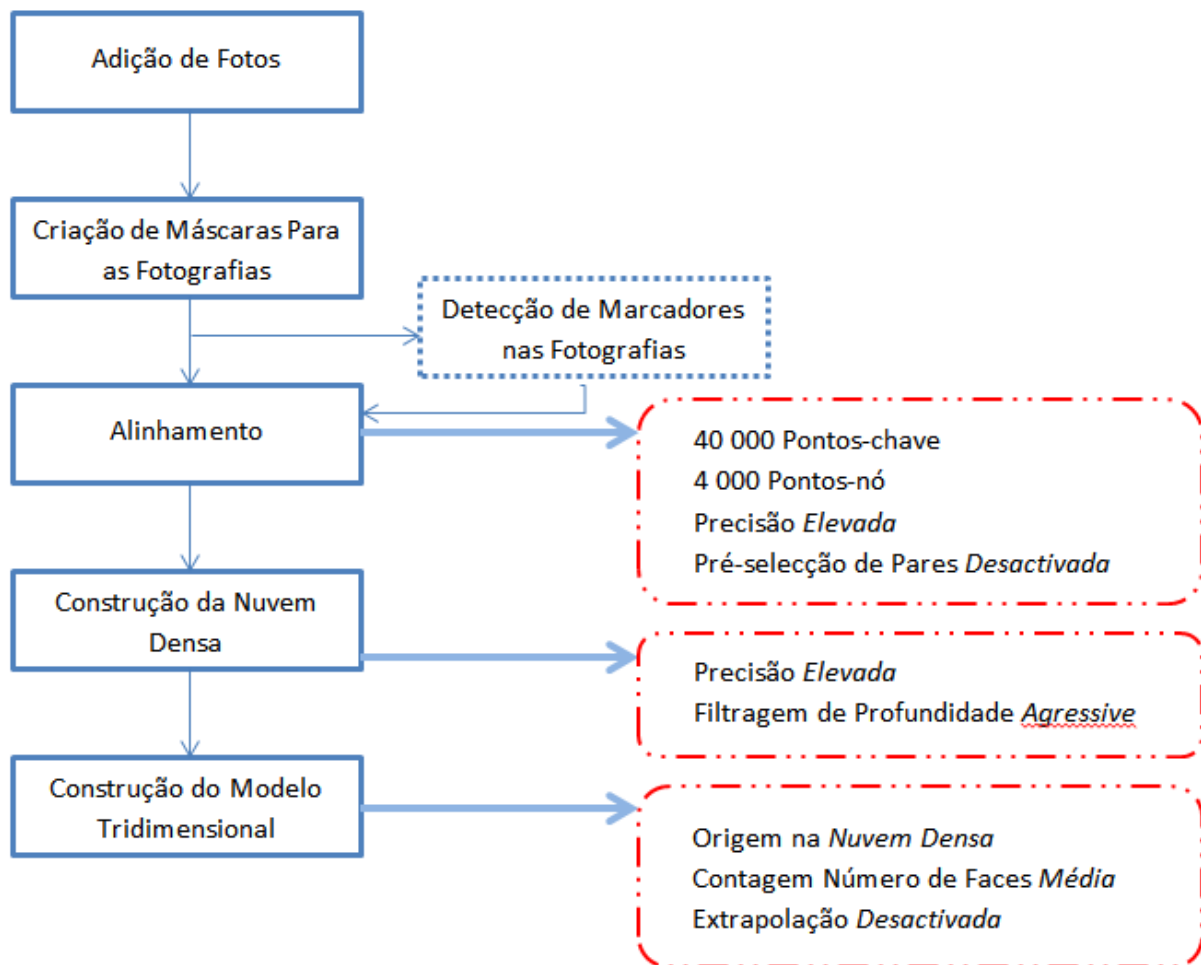 Adição de Fotos
Criação de Máscaras Para
as Fotografias
Detecção de Marcadores
nas Fotografias
Alinhamento
40 000 Pontos-chave
4 000 Pontos-nó
Precisão Elevada
Pré-selecção de Pares Desactivada
Construção da Nuvem
Densa
Precisão Elevada
Filtragem de Profundidade Agressive
Construção do Modelo
Tridimensional
Origem na Nuvem Densa
Contagem Número de Faces Média
Extrapolação Desactivada